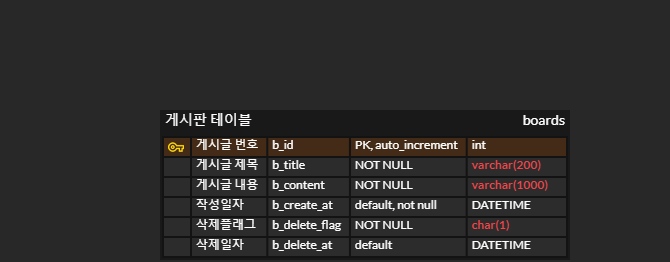 게시판 테이블 boards
게시글 번호 b_id PK, auto_increment int
게시글 제목 b_title NOT NULL varchar(200)
게시글 내용 b_content NOT NULL varchar(1000)
작성일자 b_create_at default, not null DATETIME
삭제플래그 b_delete_flag NOT NULL char(1)
삭제일자 b_delete_at default DATETIME